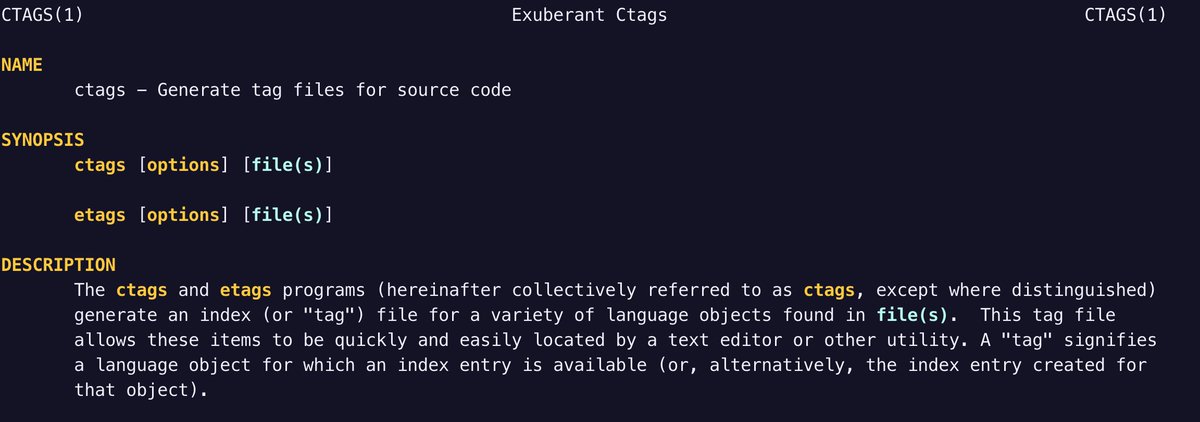 CTAGS(1) Exuberant Ctags CTAGS(1)
NAME
ctags – Generate tag files for source code
SYNOPSIS
ctags [options] [file(s)]
etags [options] [file(s)]
DESCRIPTION
The ctags and etags programs (hereinafter collectively referred to as ctags, except where distinguished)
generate an index (or "tag") file for a variety of language objects found in file(s).  This tag file
allows these items to be quickly and easily located by a text editor or other utility. A "tag" signifies
a language object for which an index entry is available (or, alternatively, the index entry created for
that object).